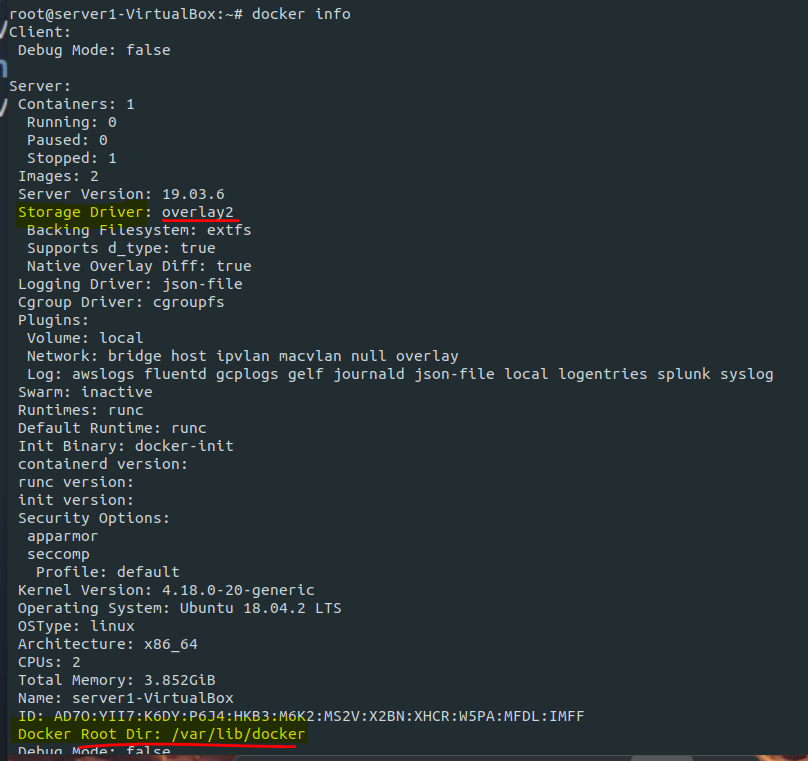 root@server1-VirtualBox:~# docker info
Client:
 Debug Mode: false

Server:
 Containers: 1
  Running: 0
  Paused: 0
  Stopped: 1
 Images: 2
 Server Version: 19.03.6
 Storage Driver: overlay2
  Backing Filesystem: extfs
  Supports d_type: true
  Native Overlay Diff: true
 Logging Driver: json-file
 Cgroup Driver: cgroupfs
 Plugins:
  Volume: local
  Network: bridge host ipvlan macvlan null overlay
  Log: awslogs fluentd gcplogs gelf journald json-file local logentries splunk syslog
 Swarm: inactive
 Runtimes: runc
 Default Runtime: runc
 Init Binary: docker-init
 containerd version:
 runc version:
 init version:
 Security Options:
  apparmor
  seccomp
   Profile: default
 Kernel Version: 4.18.0-20-generic
 Operating System: Ubuntu 18.04.2 LTS
 OSType: linux
 Architecture: x86_64
 CPUs: 2
 Total Memory: 3.852GiB
 Name: server1-VirtualBox
 ID: AD7O:YII7:K6DY:P6J4:HKB3:M6K2:MS2V:X2BN:XHCR:W5PA:MFDL:IMFF
 Docker Root Dir: /var/lib/docker
 Debug Mode: false